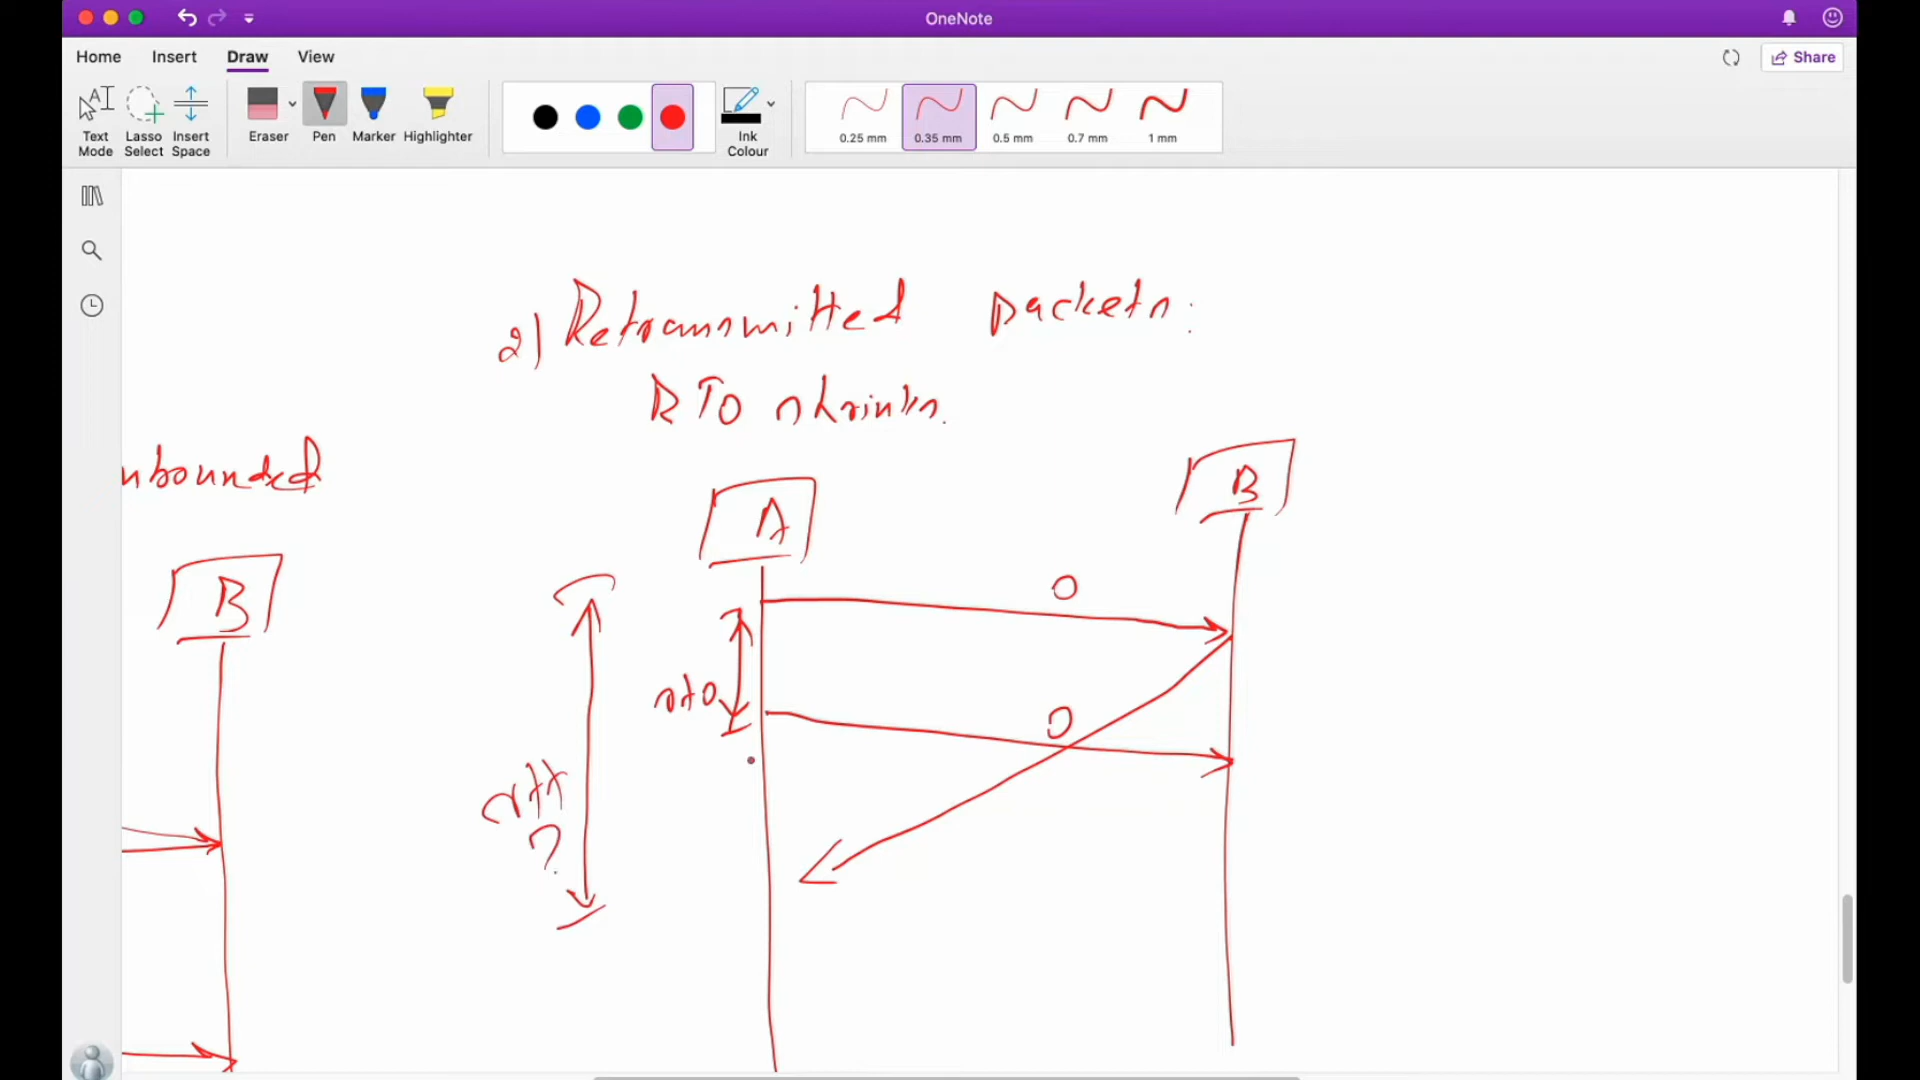 OneNote
Home Insert Draw View
Share
Text Mode
Lasso Select
Insert Space
Eraser
Pen
Marker
Highlighter
Ink Colour
0.25 mm
0.35 mm
0.5 mm
0.7 mm
1 mm
2) Retransmitted packets:
RTO shrinks.
nbounded
A
B
B
0
rto
0
rtt
?